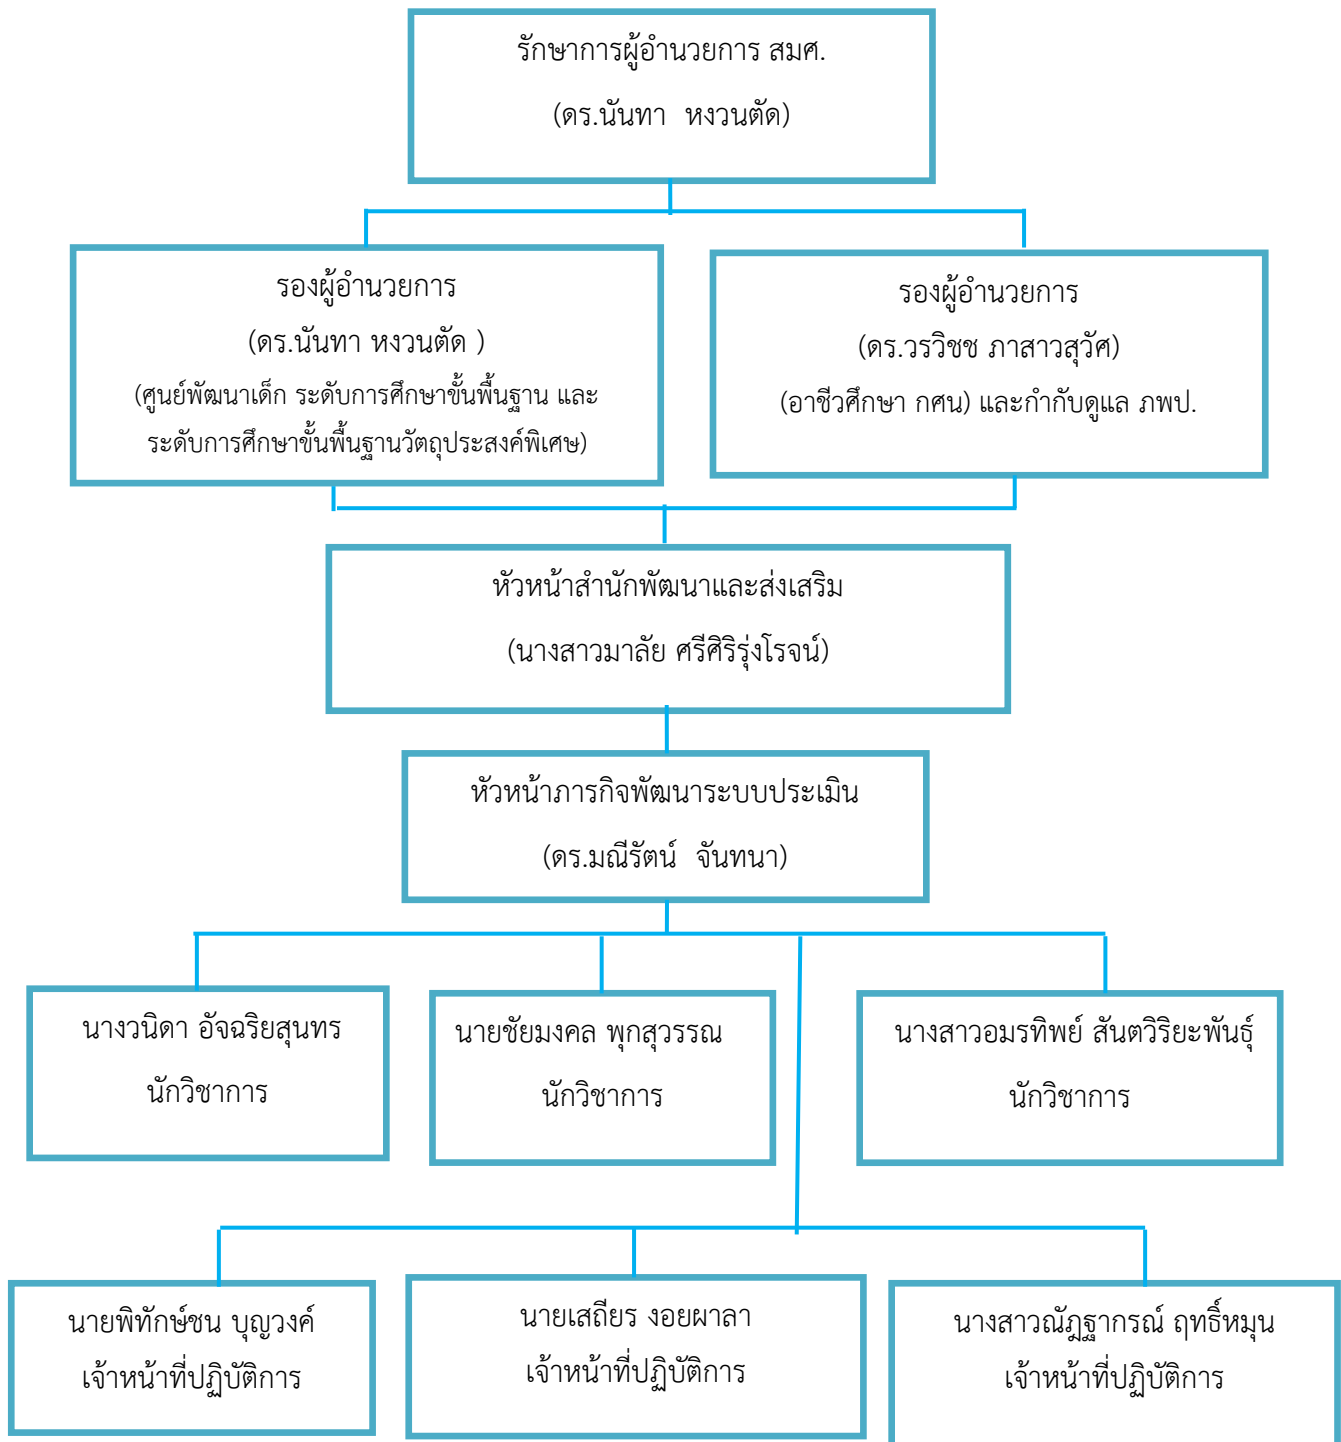 รักษาการผู้อำนวยการ สมศ.
(ดร.นันทา  หงวนตัด)
รองผู้อำนวยการ
(ดร.นันทา หงวนตัด )
(ศูนย์พัฒนาเด็ก ระดับการศึกษาขั้นพื้นฐาน และ
ระดับการศึกษาขั้นพื้นฐานวัตถุประสงค์พิเศษ)
รองผู้อำนวยการ
(ดร.วรวิชช ภาสาวสุวัศ)
(อาชีวศึกษา กศน) และกำกับดูแล ภพป.
หัวหน้าสำนักพัฒนาและส่งเสริม
(นางสาวมาลัย ศรีศิริรุ่งโรจน์)
หัวหน้าภารกิจพัฒนาระบบประเมิน
(ดร.มณีรัตน์  จันทนา)
นางวนิดา อัจฉริยสุนทร
นักวิชาการ
นายชัยมงคล พุกสุวรรณ
นักวิชาการ
นางสาวอมรทิพย์ สันตวิริยะพันธุ์
นักวิชาการ
นายพิทักษ์ชน บุญวงค์
เจ้าหน้าที่ปฏิบัติการ
นายเสถียร งอยผาลา
เจ้าหน้าที่ปฏิบัติการ
นางสาวณัฎฐากรณ์ ฤทธิ์หมุน
เจ้าหน้าที่ปฏิบัติการ